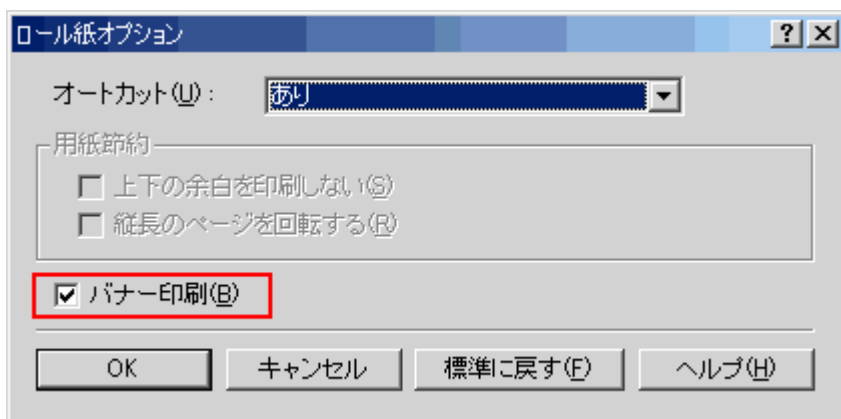 ロール紙オプション
オートカット(U):
あり
用紙節約
上下の余白を印刷しない(S)
縦長のページを回転する(R)
バナー印刷(B)
OK キャンセル 標準に戻す(F) ヘルプ(H)